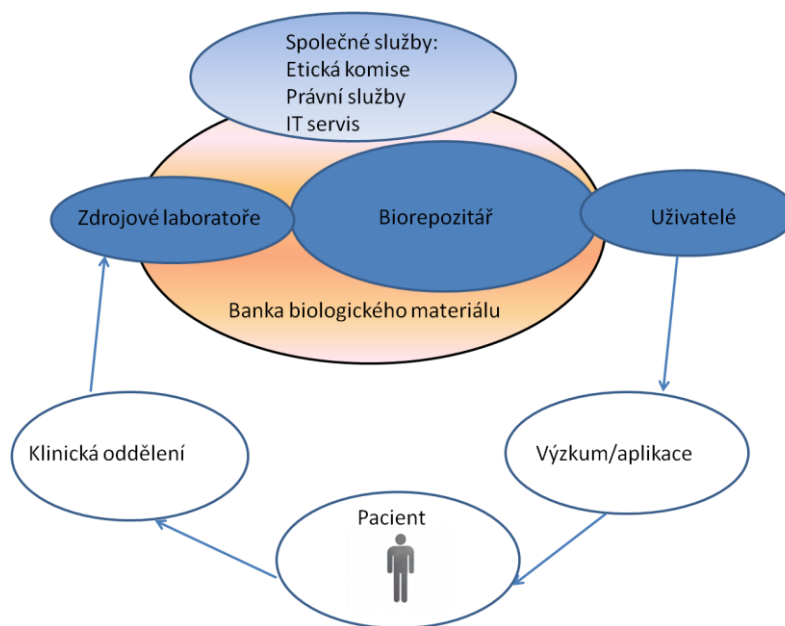 Společné služby:
Etická komise
Právní služby
IT servis
Zdrojové laboratoře
Biorepozitář
Uživatelé
Banka biologického materiálu
Klinická oddělení
Výzkum/aplikace
Pacient